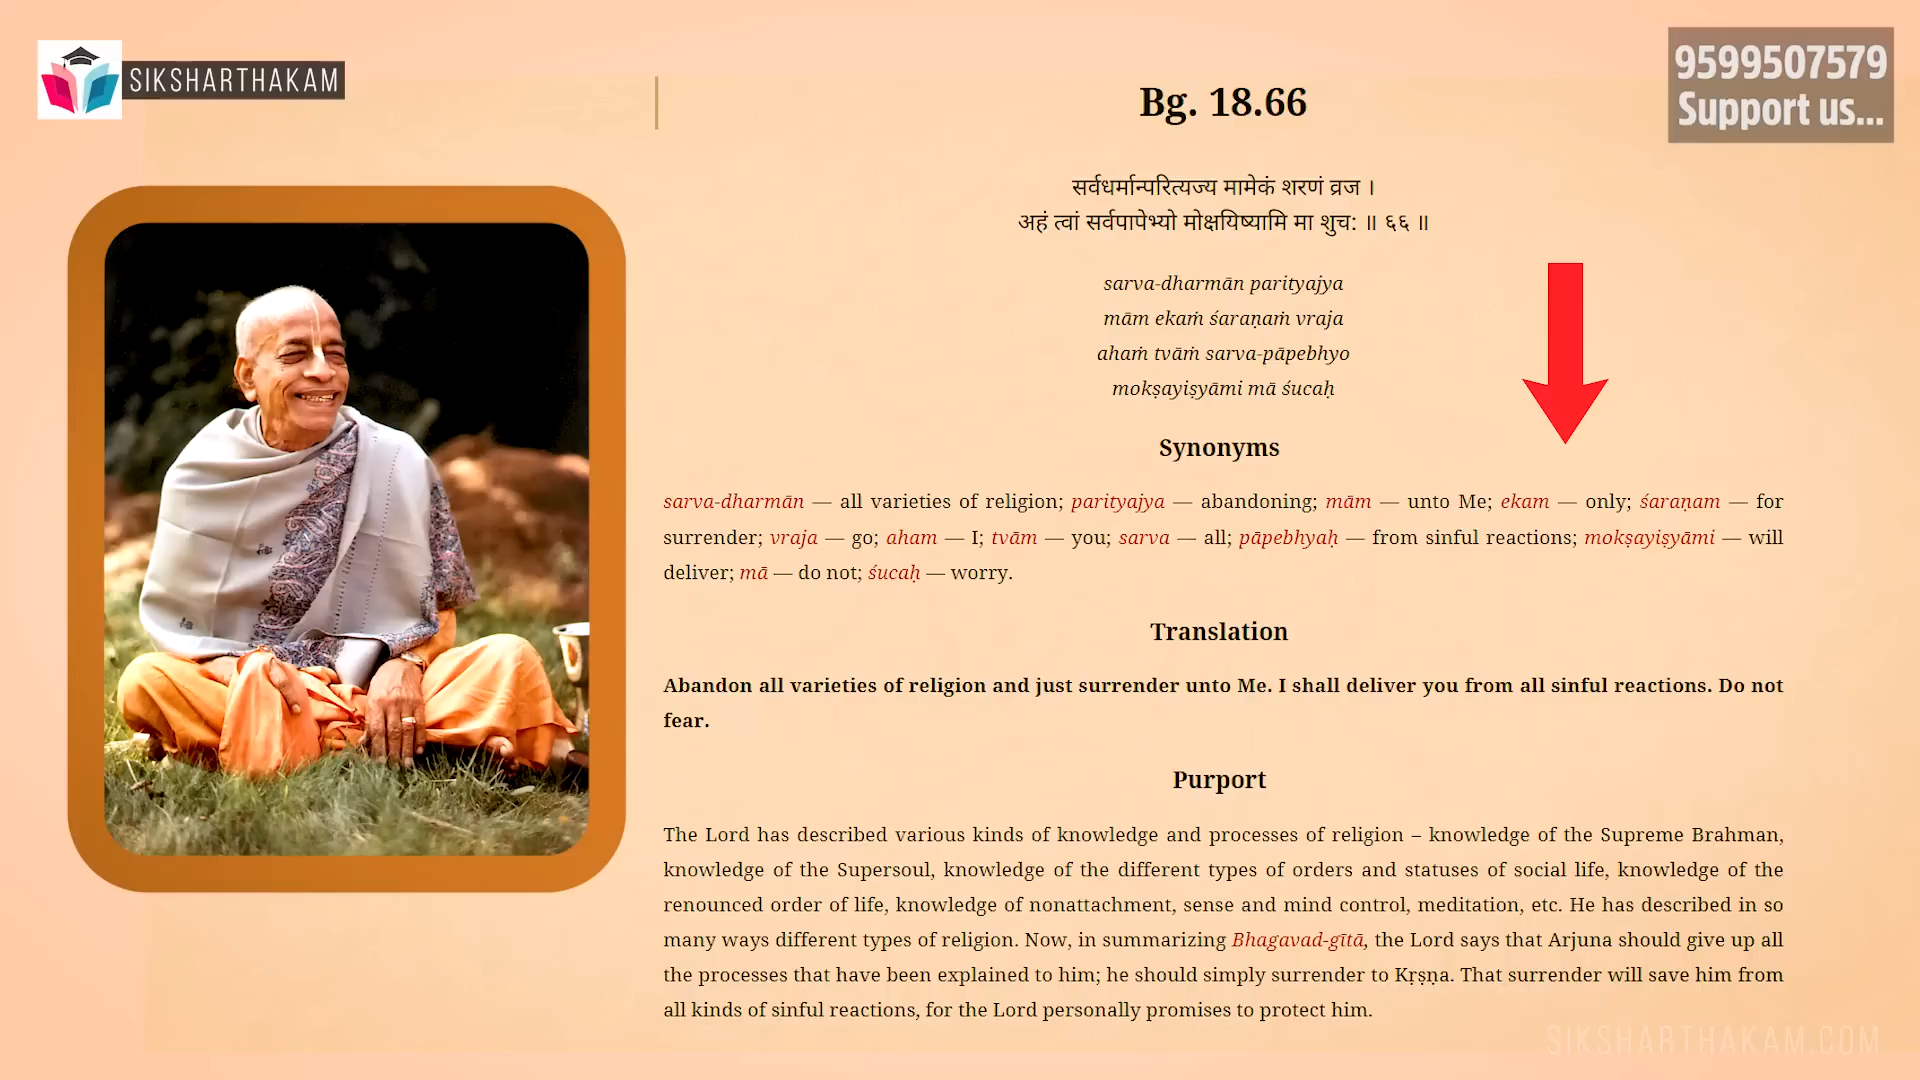 SIKSHARTHAKAM
9599507579
Support us...
Bg. 18.66
सर्वधर्मान्परित्यज्य मामेकं शरणं व्रज ।
अहं त्वां सर्वपापेभ्यो मोक्षयिष्यामि मा शुच: ॥ ६६ ॥
sarva-dharmān parityajya
mām ekaṁ śaraṇaṁ vraja
ahaṁ tvāṁ sarva-pāpebhyo
mokṣayiṣyāmi mā śucaḥ
Synonyms
sarva-dharmān — all varieties of religion; parityajya — abandoning; mām — unto Me; ekam — only; śaraṇam — for
surrender; vraja — go; aham — I; tvām — you; sarva — all; pāpebhyaḥ — from sinful reactions; mokṣayiṣyāmi — will
deliver; mā — do not; śucaḥ — worry.
Translation
Abandon all varieties of religion and just surrender unto Me. I shall deliver you from all sinful reactions. Do not
fear.
Purport
The Lord has described various kinds of knowledge and processes of religion – knowledge of the Supreme Brahman,
knowledge of the Supersoul, knowledge of the different types of orders and statuses of social life, knowledge of the
renounced order of life, knowledge of nonattachment, sense and mind control, meditation, etc. He has described in so
many ways different types of religion. Now, in summarizing Bhagavad-gītā, the Lord says that Arjuna should give up all
the processes that have been explained to him; he should simply surrender to Kṛṣṇa. That surrender will save him from
all kinds of sinful reactions, for the Lord personally promises to protect him.
SIKSHARTHAKAM.COM